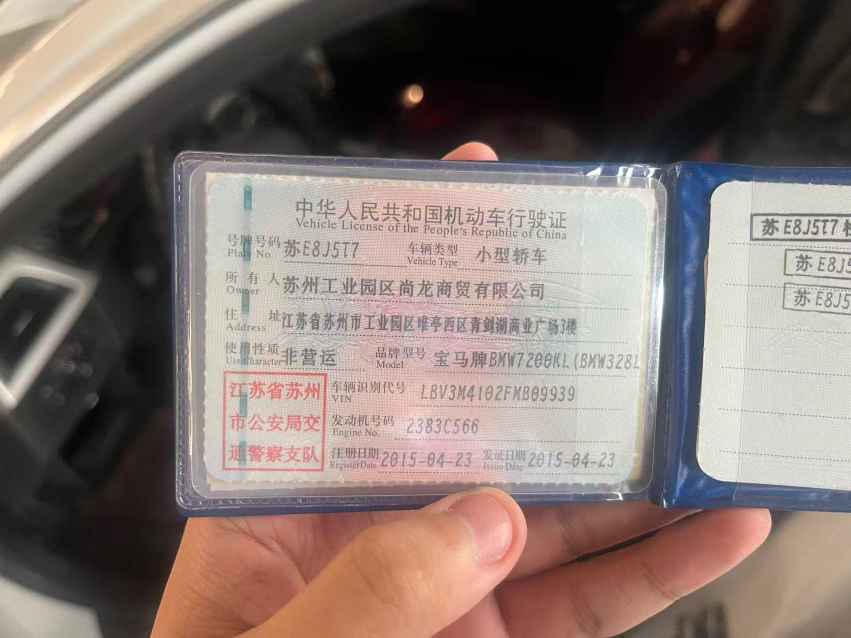 中华人民共和国机动车行驶证
Vehicle License of the People's Republic of China
号牌号码 苏E8J5T7 车辆类型 小型轿车
Plate No. Vehicle Type
所有人 苏州工业园区尚龙商贸有限公司
Owner
住址 江苏省苏州市工业园区唯亭西区青剑湖商业广场3楼
Address
使用性质 非营运 品牌型号 宝马牌BMW7200KL(BMW328L
Use Character Model
江苏省苏州
市公安局交
通警察支队
车辆识别代号 LBV3M4102FMB09939
VIN
发动机号码 2383C566
Engine No.
注册日期 2015-04-23 发证日期 2015-04-23
Register Date Issue Date
苏E8J5T7
苏E8J5
苏E8J5